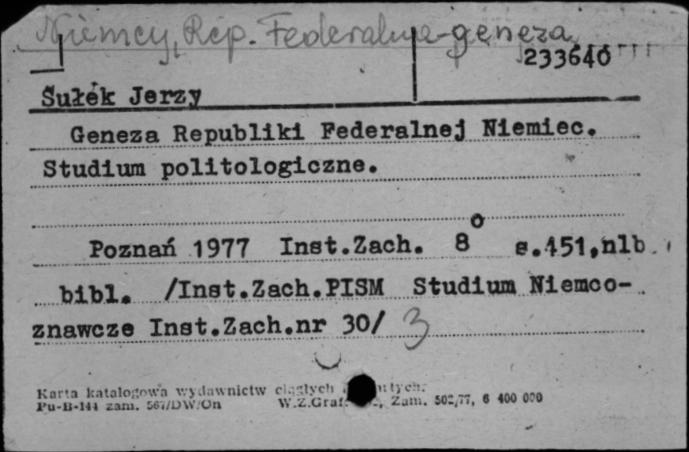 Niemcy, Rep. Federalna-geneza
233640
Sułek Jerzy
Geneza Republiki Federalnej Niemiec.
Studium politologiczne.
Poznań 1977 Inst.Zach. 8° s.451,nlb.,
bibl. /Inst.Zach.PISM Studium Niemco-
znawcze Inst.Zach.nr 30/ 3
Karta katalogowa wydawnictw ciągłych
Pu-B-144 zam. 567/DW/On W.Z.Graf. Zam. 502/77, 6 400 000